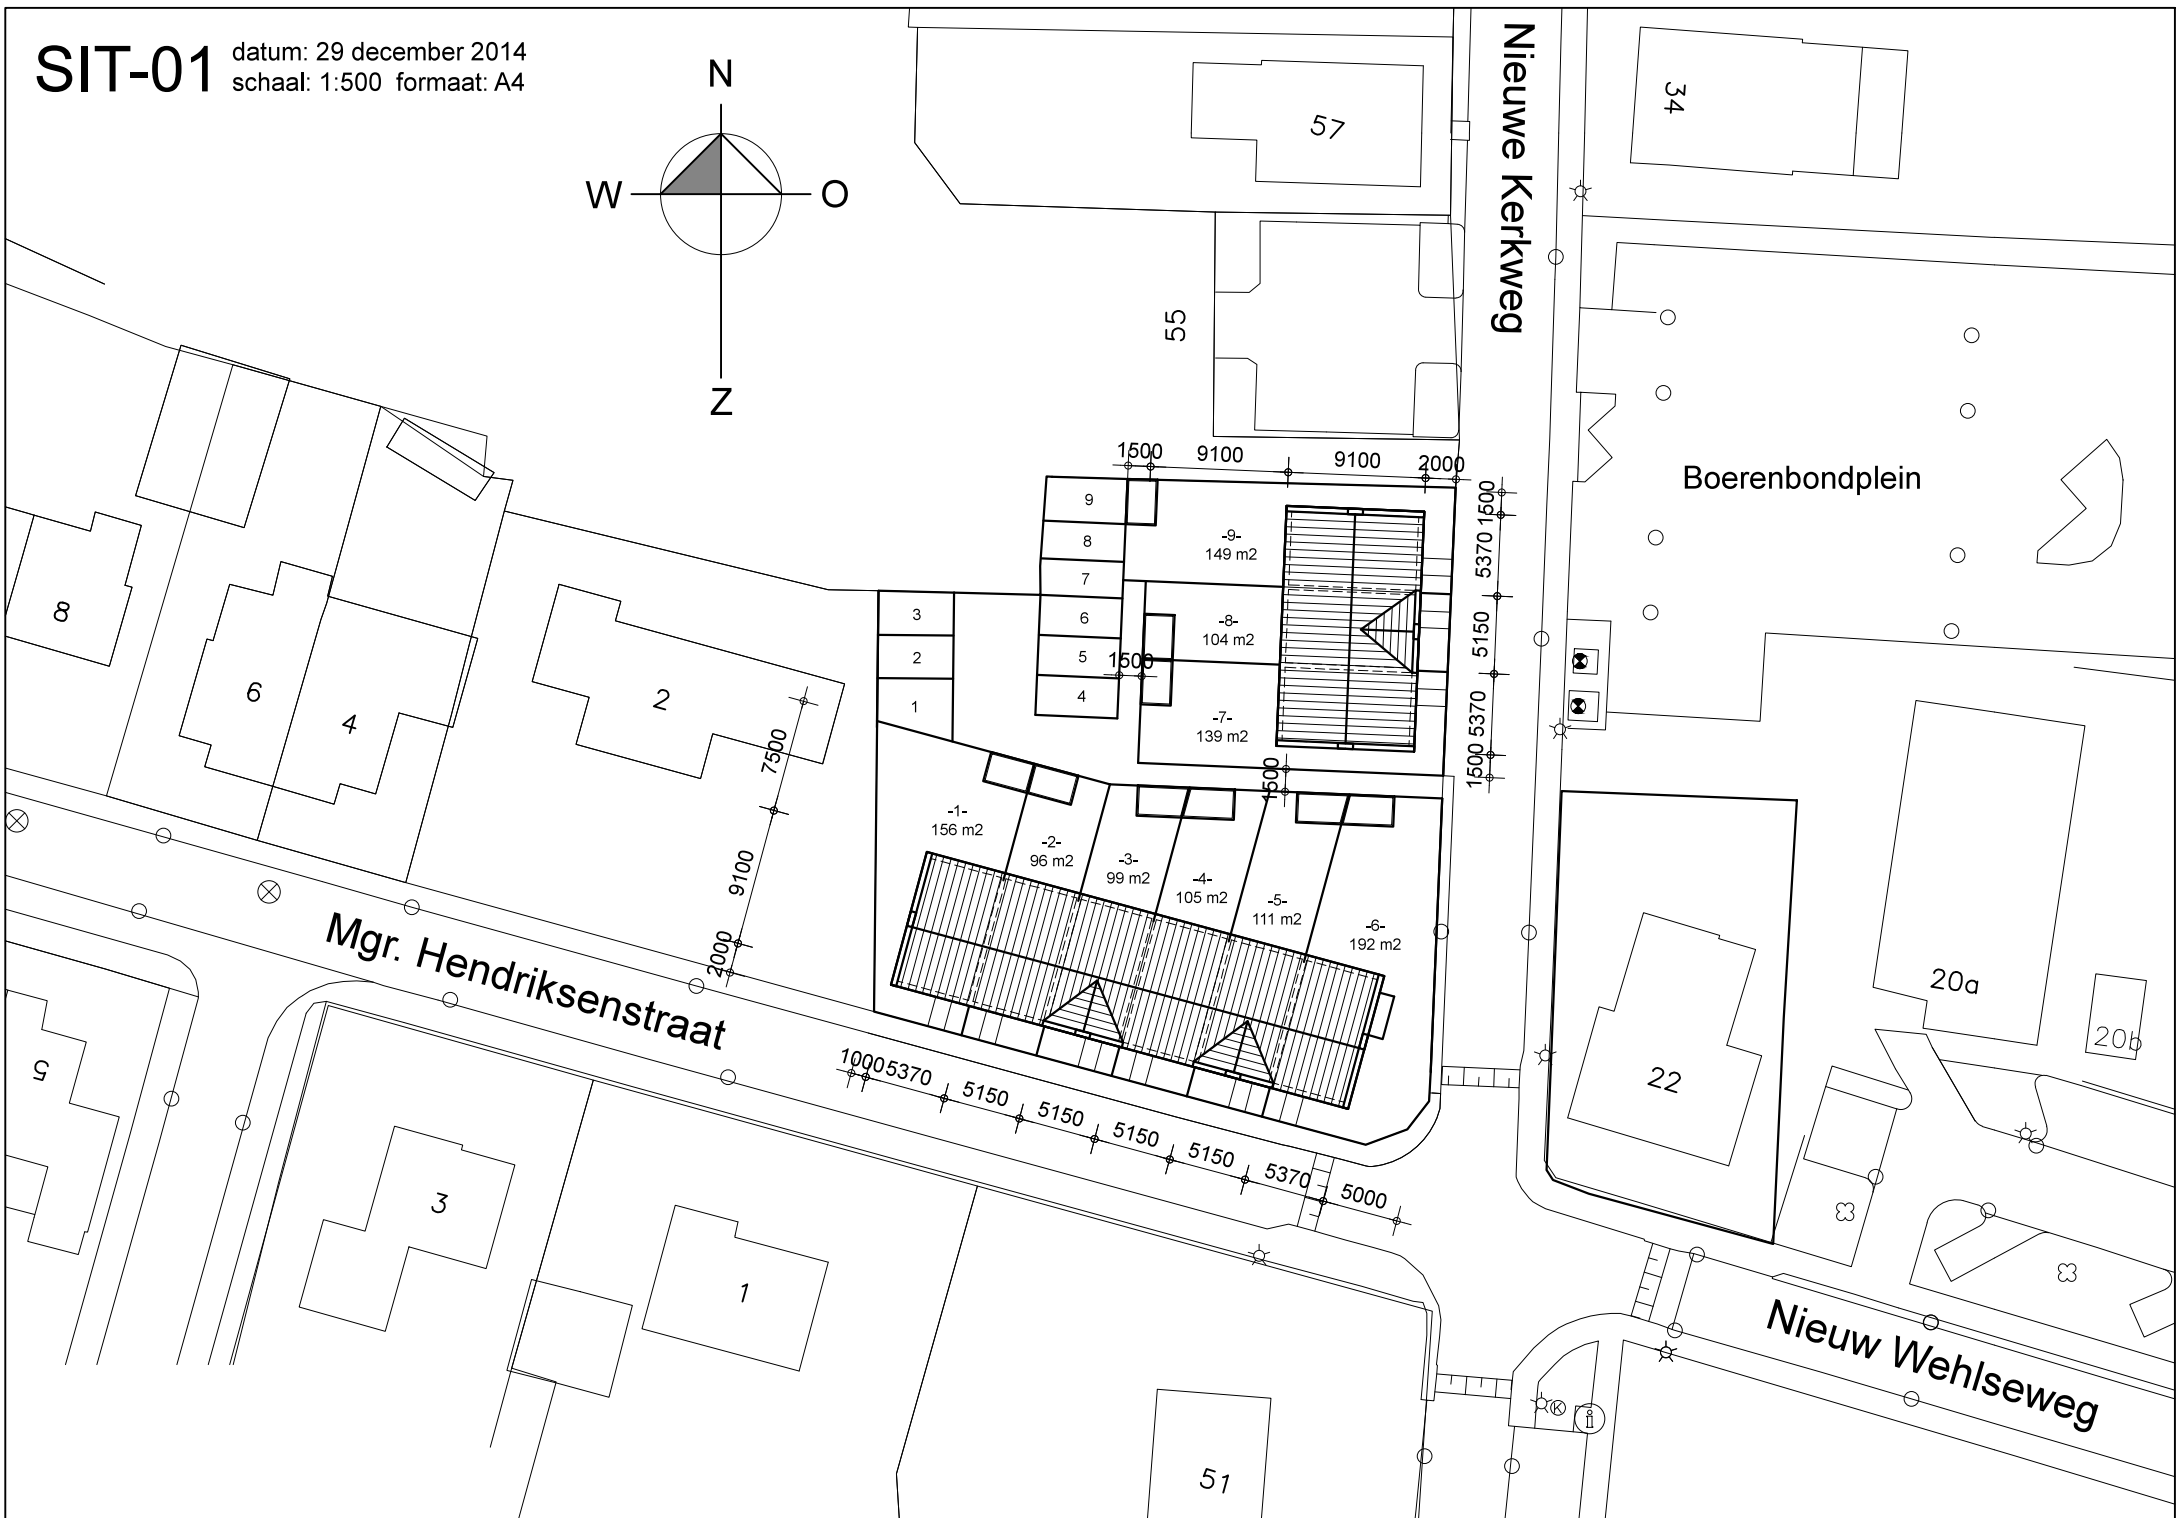 SIT-01
datum: 29 december 2014
schaal: 1:500 formaat: A4
N
W
O
Z
57
Nieuwe Kerkweg
34
55
Boerenbondplein
1500
9100
9100
2000
1500
5370
5150
5370
1500
9
8
7
6
5
4
3
2
1
-9-
149 m2
-8-
104 m2
1500
-7-
139 m2
1500
8
6
4
2
7500
9100
2000
-1-
156 m2
-2-
96 m2
-3-
99 m2
-4-
105 m2
-5-
111 m2
-6-
192 m2
Mgr. Hendriksenstraat
1000
5370
5150
5150
5150
5150
5370
5000
20a
20b
22
5
3
1
51
Nieuw Wehlseweg
K
i